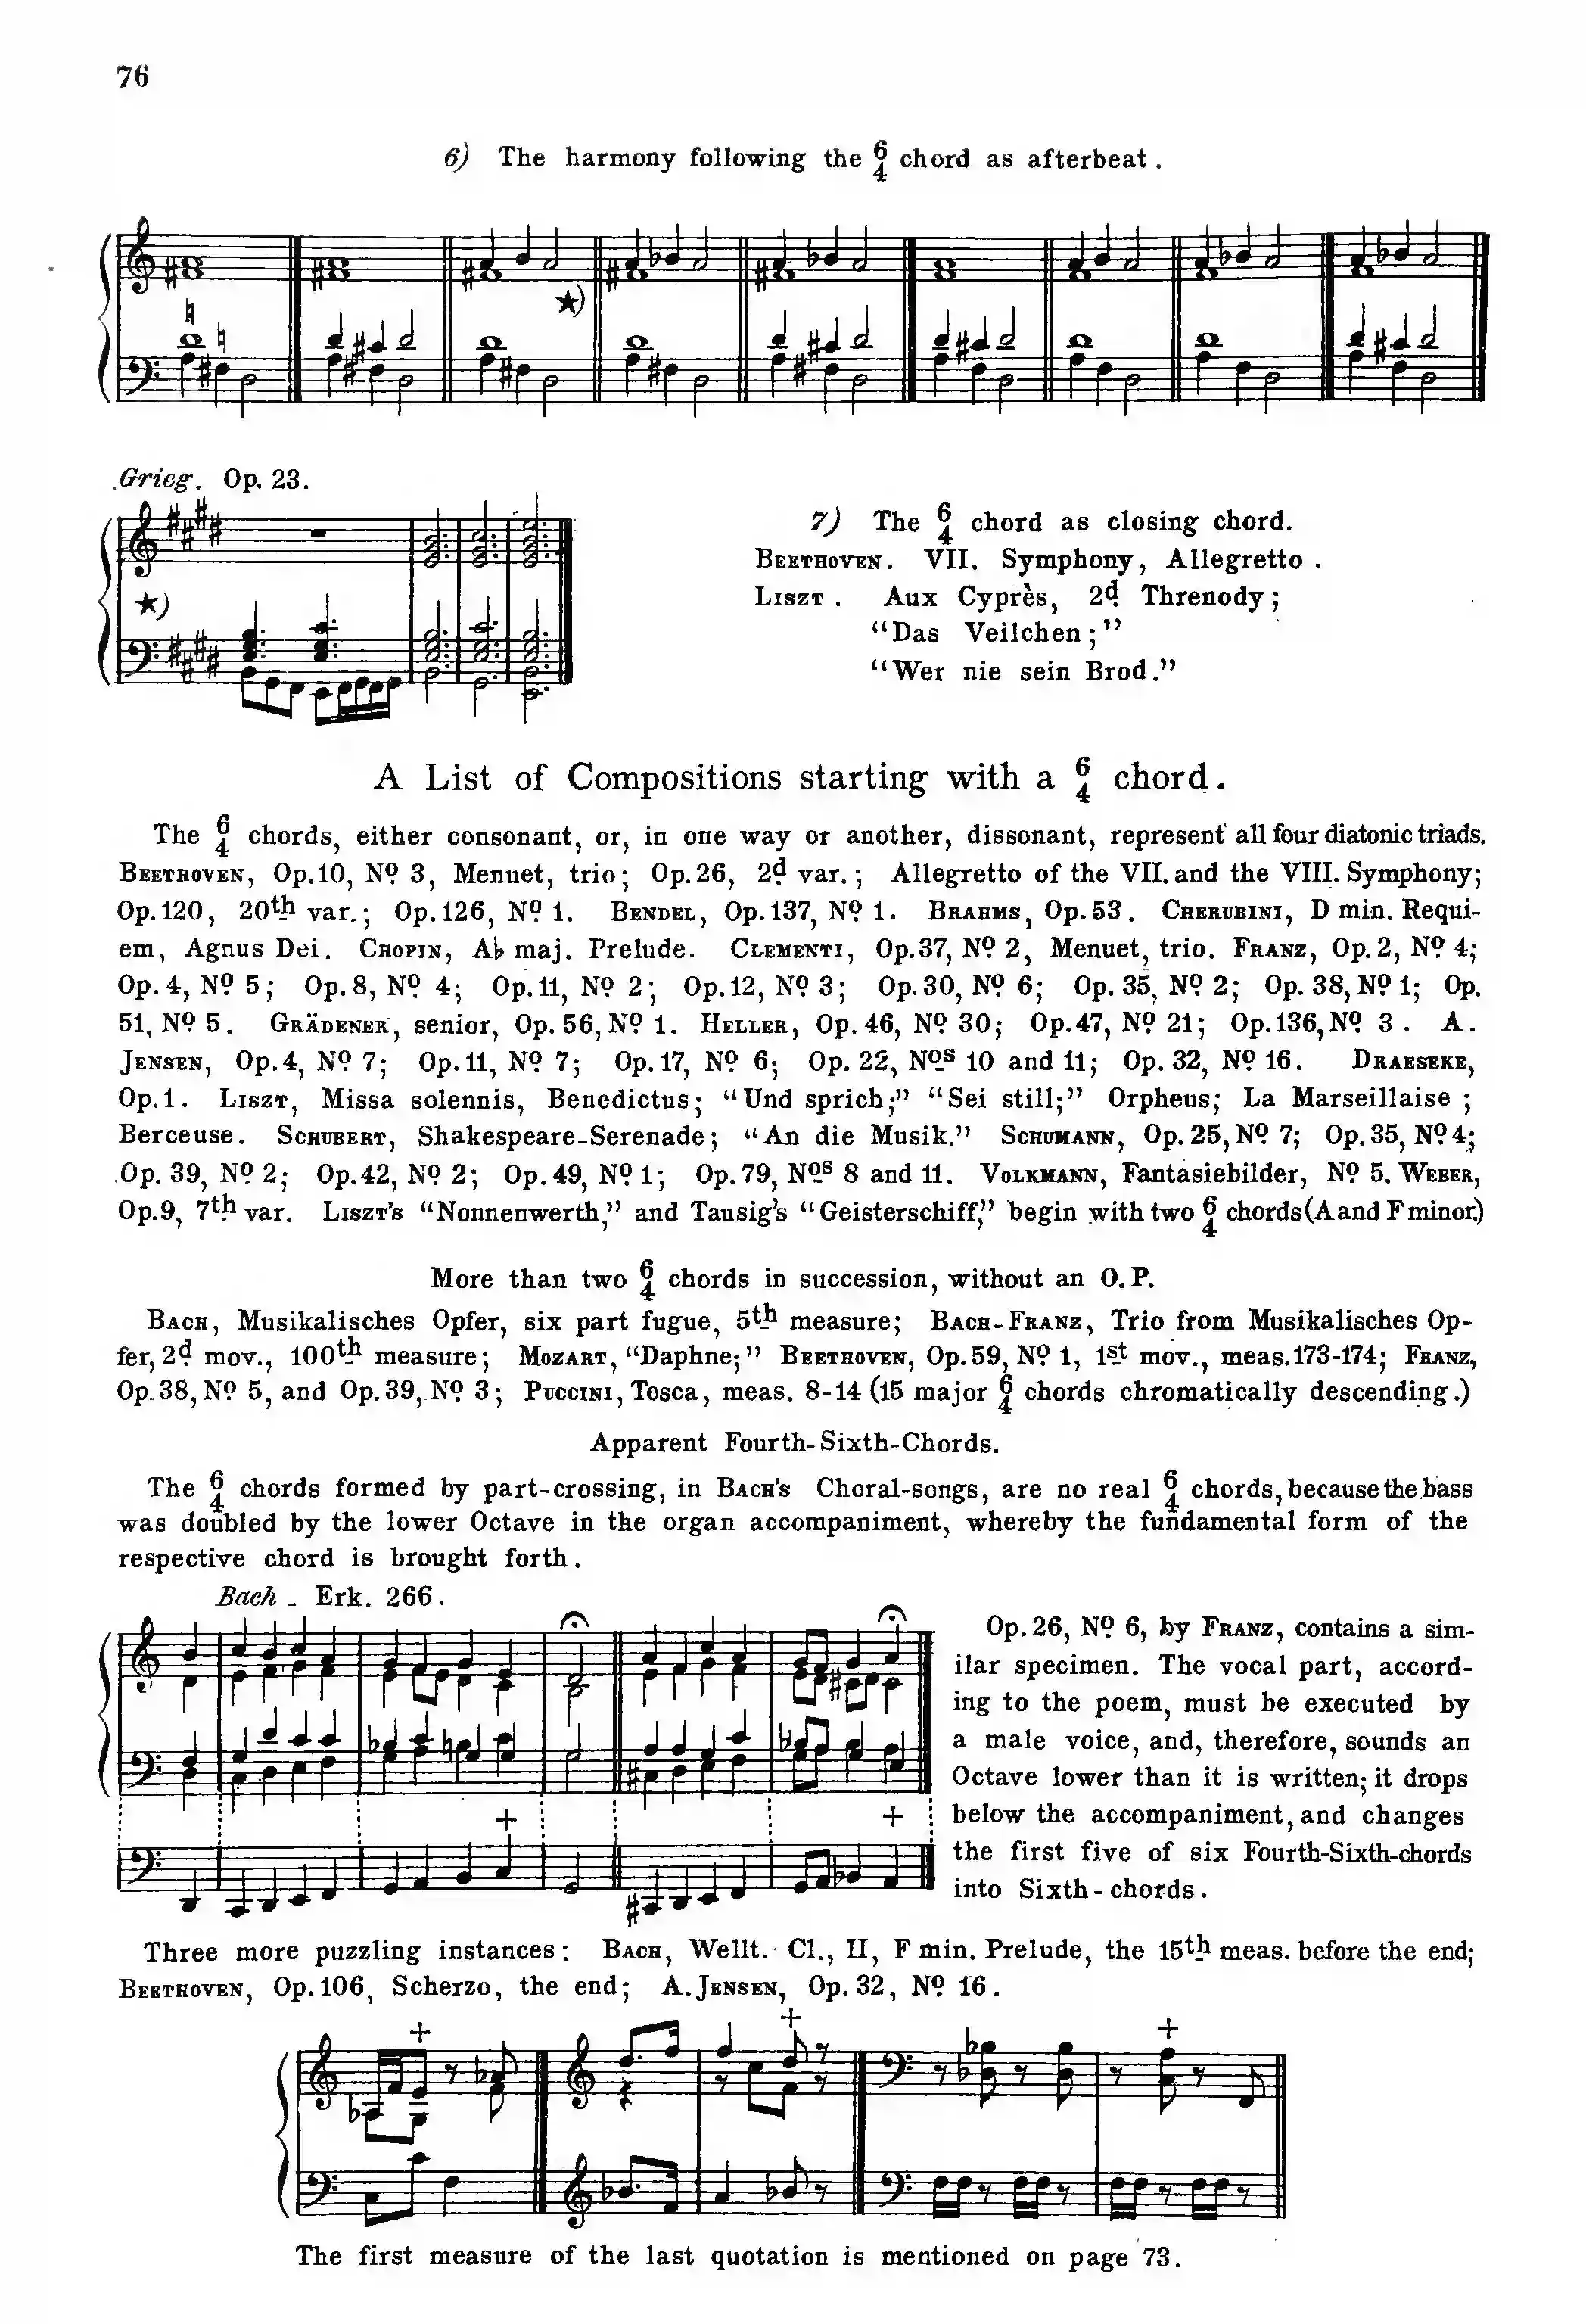 76
6) The harmony following the 6/4 chord as afterbeat.
★)
Grieg. Op. 23.
★)
7) The 6/4 chord as closing chord.
BEETHOVEN. VII. Symphony, Allegretto.
LISZT. Aux Cyprès, 2d Threnody;
“Das Veilchen;”
“Wer nie sein Brod.”
A List of Compositions starting with a 6/4 chord.
The 6/4 chords, either consonant, or, in one way or another, dissonant, represent all four diatonic triads.
BEETHOVEN, Op.10, No 3, Menuet, trio; Op.26, 2d var.; Allegretto of the VII. and the VIII. Symphony;
Op.120, 20th var.; Op.126, No 1. BENDEL, Op.137, No 1. BRAHMS, Op.53. CHERUBINI, D min. Requi-
em, Agnus Dei. CHOPIN, A♭ maj. Prelude. CLEMENTI, Op.37, No 2, Menuet, trio. FRANZ, Op.2, No 4;
Op.4, No 5; Op.8, No 4; Op.11, No 2; Op.12, No 3; Op.30, No 6; Op.35, No 2; Op.38, No 1; Op.
51, No 5. GRÄDENER, senior, Op.56, No 1. HELLER, Op.46, No 30; Op.47, No 21; Op.136, No 3. A.
JENSEN, Op.4, No 7; Op.11, No 7; Op.17, No 6; Op.22, Nos 10 and 11; Op.32, No 16. DRAESEKE,
Op.1. LISZT, Missa solennis, Benedictus; “Und sprich;” “Sei still;” Orpheus; La Marseillaise;
Berceuse. SCHUBERT, Shakespeare-Serenade; “An die Musik.” SCHUMANN, Op.25, No 7; Op.35, No 4;
Op.39, No 2; Op.42, No 2; Op.49, No 1; Op.79, Nos 8 and 11. VOLKMANN, Fantasiebilder, No 5. WEBER,
Op.9, 7th var. LISZT'S “Nonnenwerth,” and Tausig's “Geisterschiff,” begin with two 6/4 chords (A and F minor.)
More than two 6/4 chords in succession, without an O.P.
BACH, Musikalisches Opfer, six part fugue, 5th measure; BACH-FRANZ, Trio from Musikalisches Op-
fer, 2d mov., 100th measure; MOZART, “Daphne;” BEETHOVEN, Op.59, No 1, 1st mov., meas.173-174; FRANZ,
Op.38, No 5, and Op.39, No 3; PUCCINI, Tosca, meas. 8-14 (15 major 6/4 chords chromatically descending.)
Apparent Fourth-Sixth-Chords.
The 6/4 chords formed by part-crossing, in BACH'S Choral-songs, are no real 6/4 chords, because the bass
was doubled by the lower Octave in the organ accompaniment, whereby the fundamental form of the
respective chord is brought forth.
Bach - Erk. 266.
+ +
Op.26, No 6, by FRANZ, contains a sim-
ilar specimen. The vocal part, accord-
ing to the poem, must be executed by
a male voice, and, therefore, sounds an
Octave lower than it is written; it drops
below the accompaniment, and changes
the first five of six Fourth-Sixth-chords
into Sixth-chords.
Three more puzzling instances: BACH, Wellt. Cl., II, F min. Prelude, the 15th meas. before the end;
BEETHOVEN, Op.106, Scherzo, the end; A. JENSEN, Op.32, No 16.
+ + +
The first measure of the last quotation is mentioned on page 73.